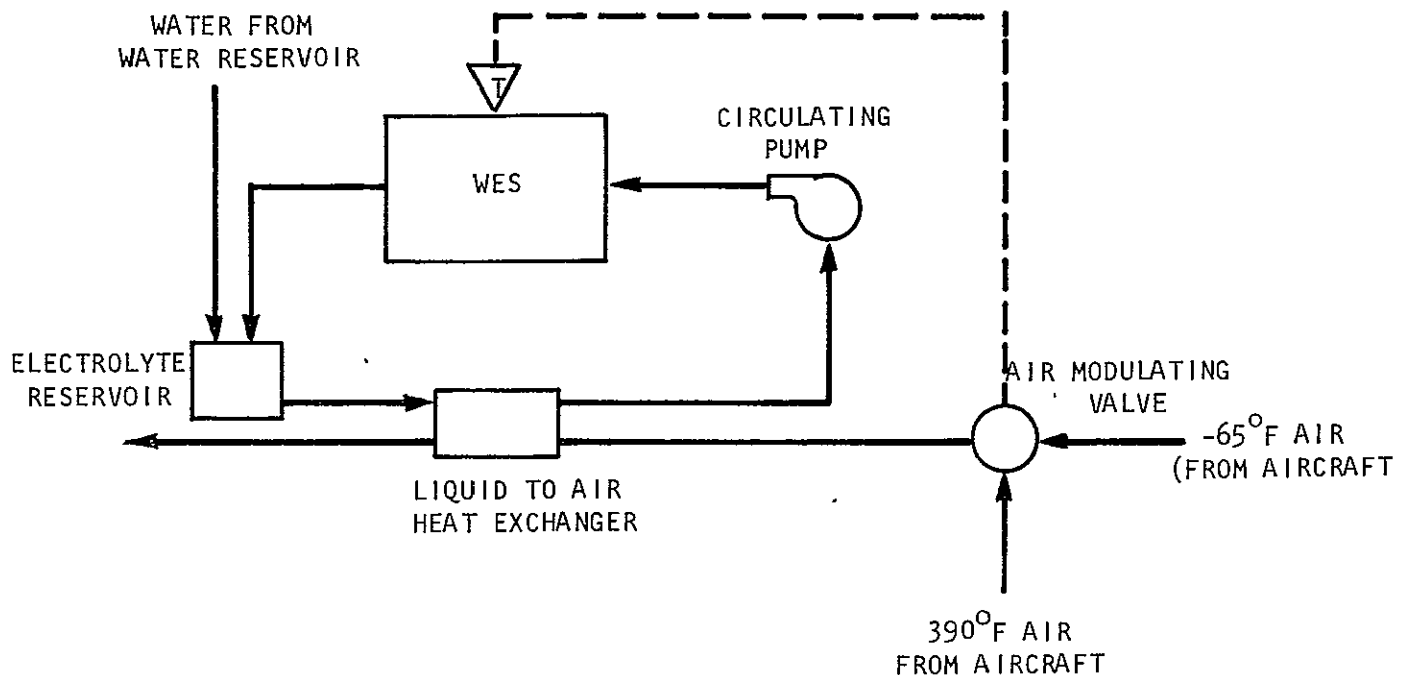 WATER FROM
WATER RESERVOIR
T
CIRCULATING
PUMP
WES
ELECTROLYTE
RESERVOIR
AIR MODULATING
VALVE
-65°F AIR
(FROM AIRCRAFT
LIQUID TO AIR
HEAT EXCHANGER
390°F AIR
FROM AIRCRAFT